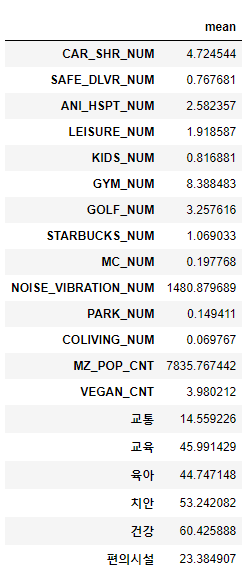 mean
CAR_SHR_NUM 4.724544
SAFE_DLVR_NUM 0.767681
ANI_HSPT_NUM 2.582357
LEISURE_NUM 1.918587
KIDS_NUM 0.816881
GYM_NUM 8.388483
GOLF_NUM 3.257616
STARBUCKS_NUM 1.069033
MC_NUM 0.197768
NOISE_VIBRATION_NUM 1480.879689
PARK_NUM 0.149411
COLIVING_NUM 0.069767
MZ_POP_CNT 7835.767442
VEGAN_CNT 3.980212
교통 14.559226
교육 45.991429
육아 44.747148
치안 53.242082
건강 60.425888
편의시설 23.384907